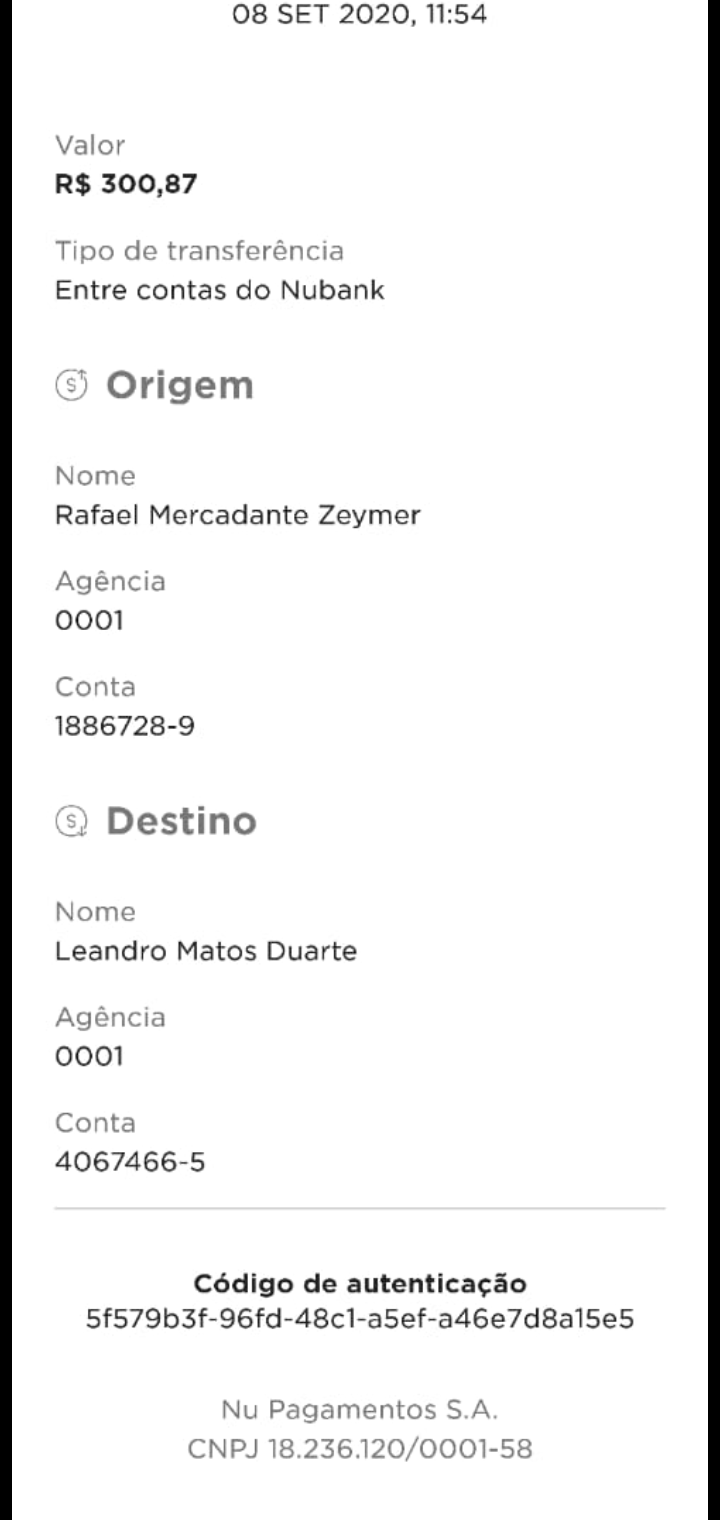 08 SET 2020, 11:54
Valor
R$ 300,87
Tipo de transferência
Entre contas do Nubank
Origem
Nome
Rafael Mercadante Zeymer
Agência
0001
Conta
1886728-9
Destino
Nome
Leandro Matos Duarte
Agência
0001
Conta
4067466-5
Código de autenticação
5f579b3f-96fd-48c1-a5ef-a46e7d8a15e5
Nu Pagamentos S.A.
CNPJ 18.236.120/0001-58